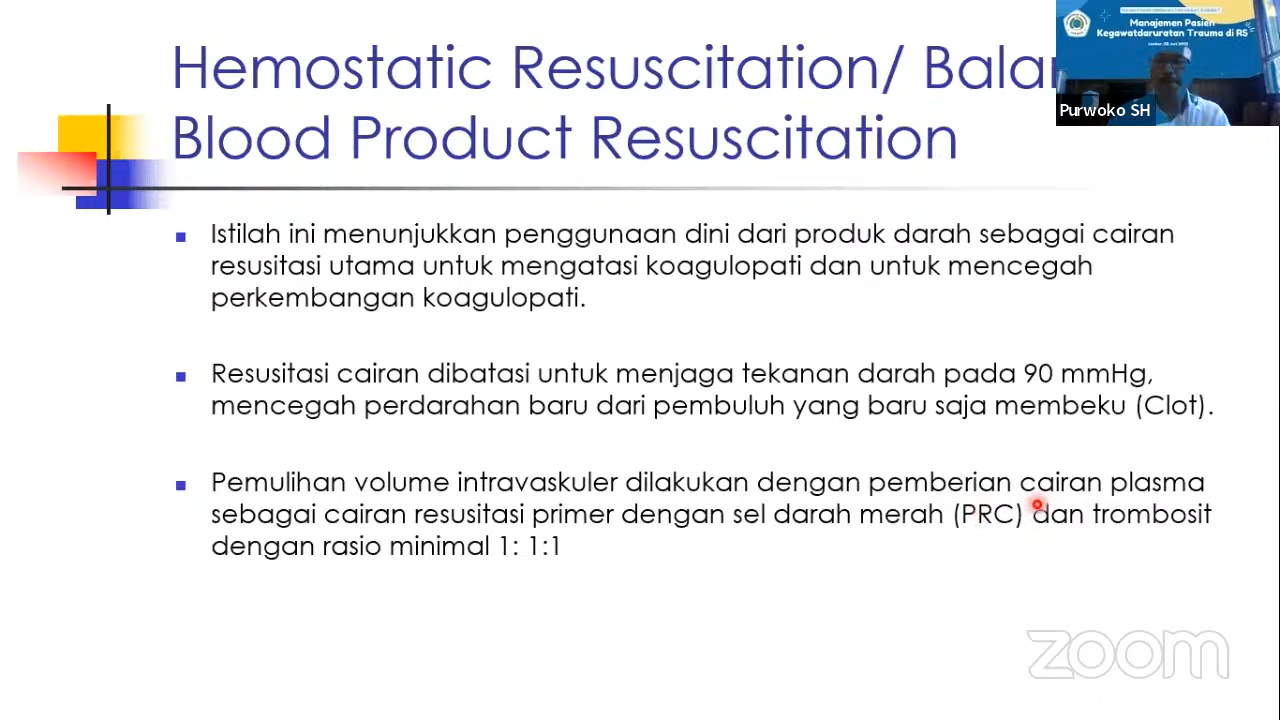 Hemostatic Resuscitation/ Balan
Blood Product Resuscitation
Manajemen Pasien
Kegawatdaruratan Trauma di RS
Purwoko SH
Istilah ini menunjukkan penggunaan dini dari produk darah sebagai cairan
resusitasi utama untuk mengatasi koagulopati dan untuk mencegah
perkembangan koagulopati.
Resusitasi cairan dibatasi untuk menjaga tekanan darah pada 90 mmHg,
mencegah perdarahan baru dari pembuluh yang baru saja membeku (Clot).
Pemulihan volume intravaskuler dilakukan dengan pemberian cairan plasma
sebagai cairan resusitasi primer dengan sel darah merah (PRC) dan trombosit
dengan rasio minimal 1: 1:1
zoom